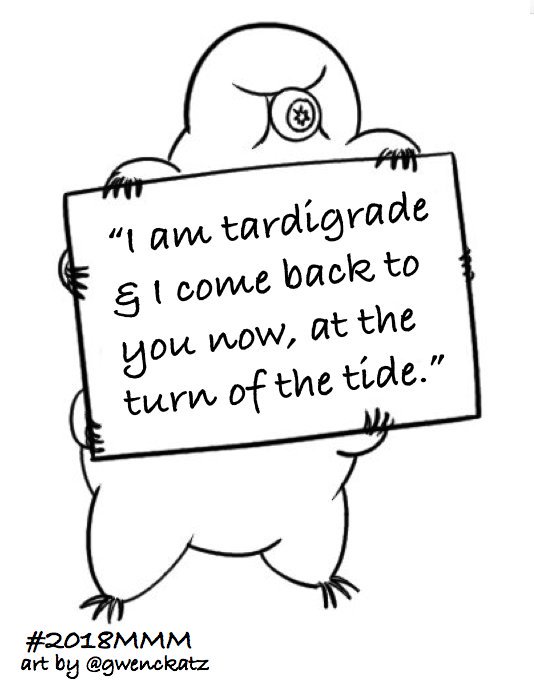 “I am tardigrade
& I come back to
you now, at the
turn of the tide.”
#2018MMM
art by @gwenckatz